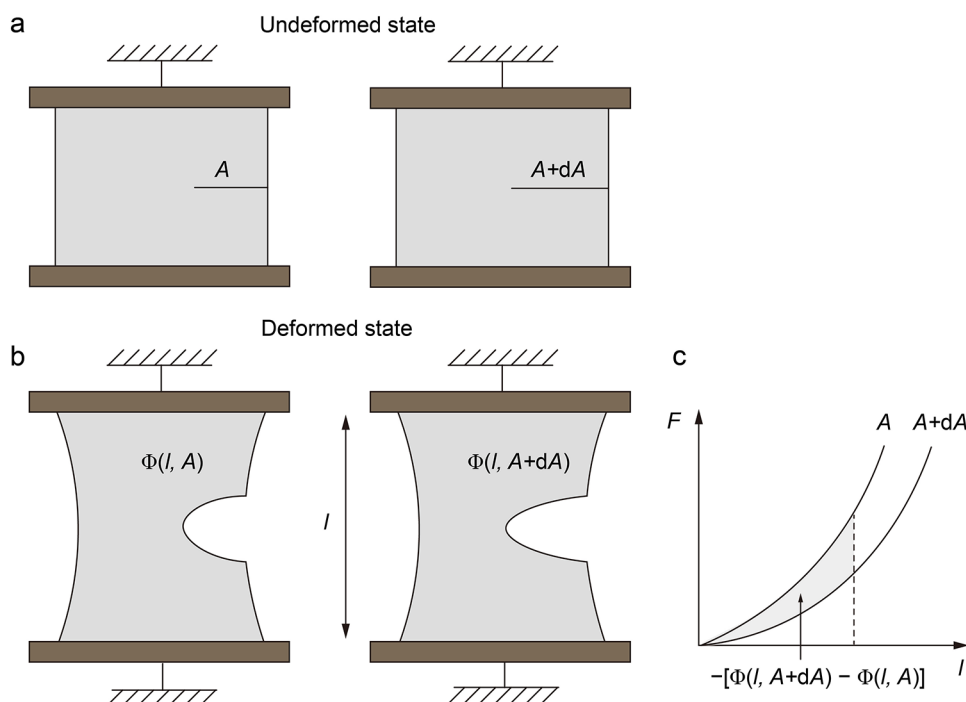 a
Undeformed state
A
A+dA
Deformed state
b
Φ(l, A)
l
Φ(l, A+dA)
c
F
A
A+dA
l
−[Φ(l, A+dA) − Φ(l, A)]